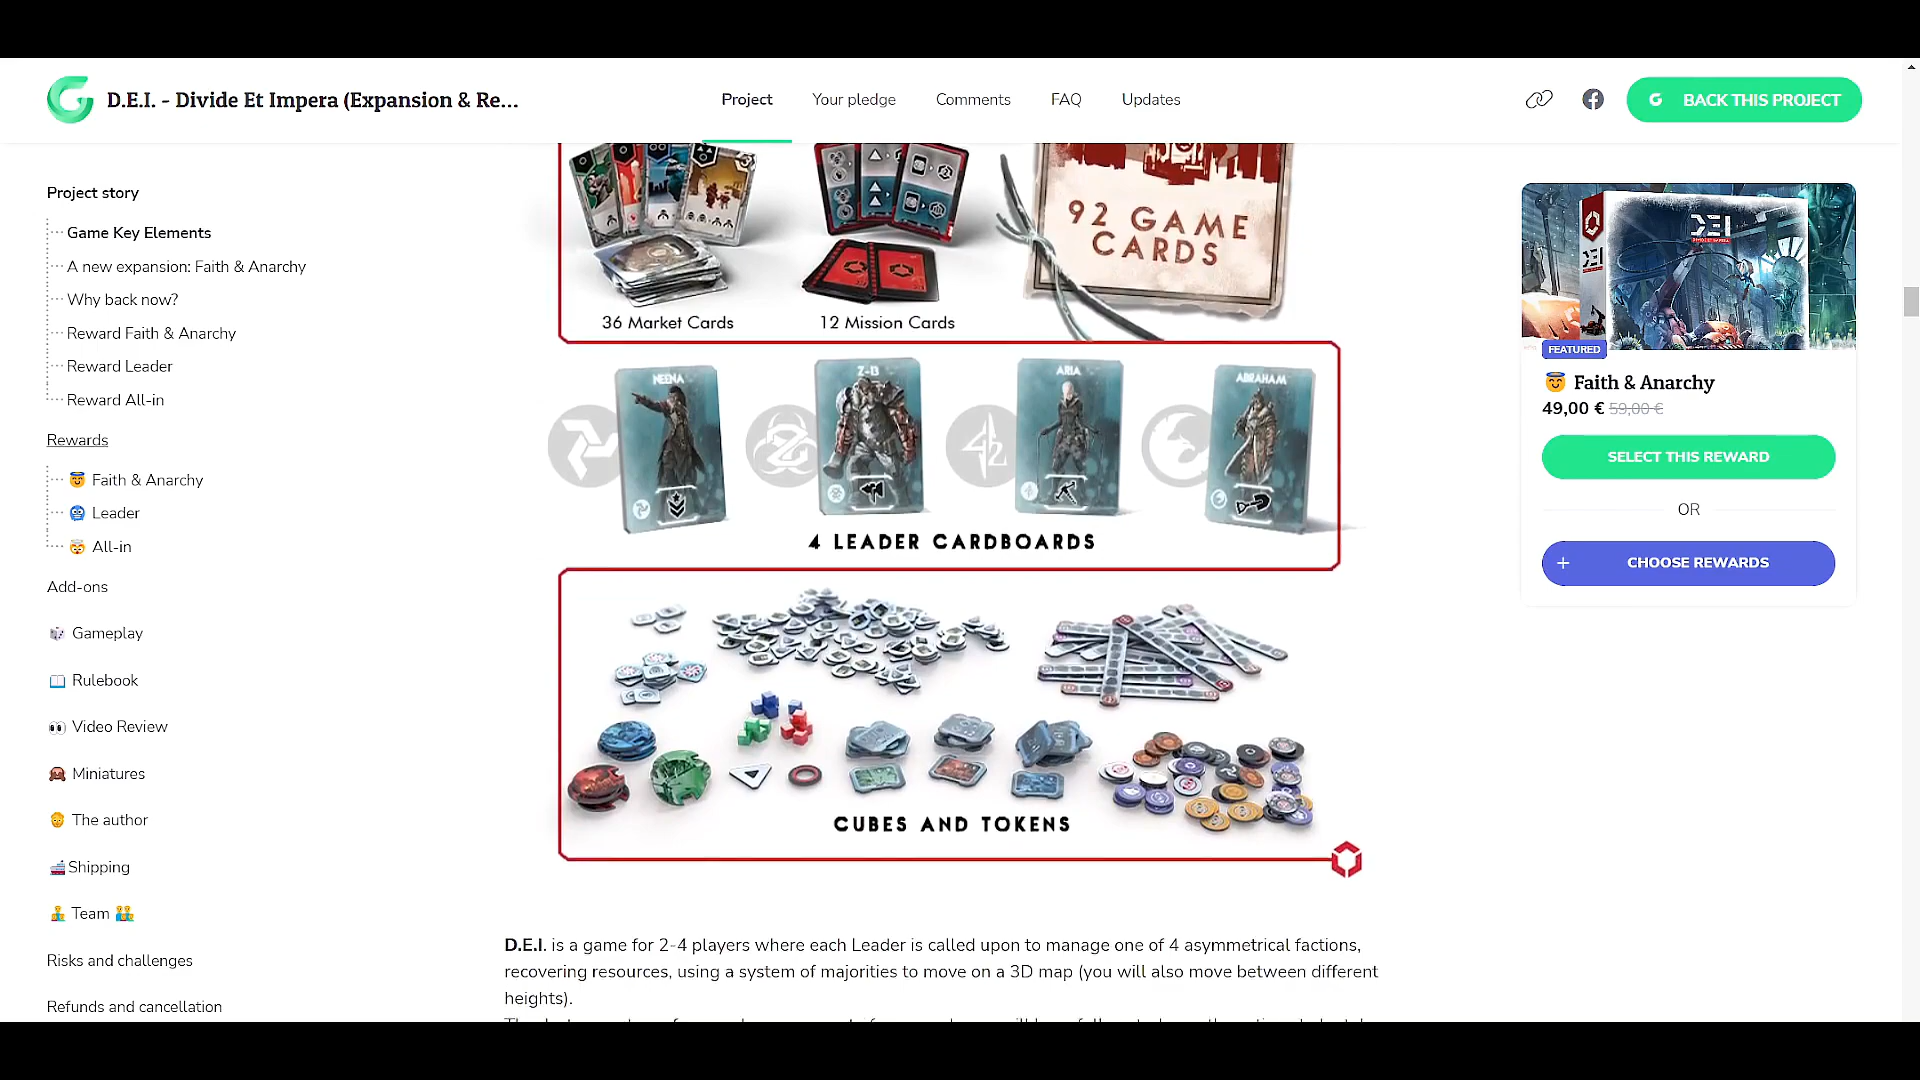 D.E.I. - Divide Et Impera (Expansion & Re...
Project
Your pledge
Comments
FAQ
Updates
BACK THIS PROJECT
Project story
Game Key Elements
A new expansion: Faith & Anarchy
Why back now?
Reward Faith & Anarchy
Reward Leader
Reward All-in
Rewards
Faith & Anarchy
Leader
All-in
Add-ons
Gameplay
Rulebook
Video Review
Miniatures
The author
Shipping
Team
Risks and challenges
Refunds and cancellation
92 GAME
CARDS
36 Market Cards
12 Mission Cards
NEENA
Z-13
ARIA
ABRAHAM
42
4 LEADER CARDBOARDS
CUBES AND TOKENS
D.E.I. is a game for 2-4 players where each Leader is called upon to manage one of 4 asymmetrical factions,
recovering resources, using a system of majorities to move on a 3D map (you will also move between different
heights).
DEI
DEI
FEATURED
Faith & Anarchy
49,00 € 59,00 €
SELECT THIS REWARD
OR
+ CHOOSE REWARDS